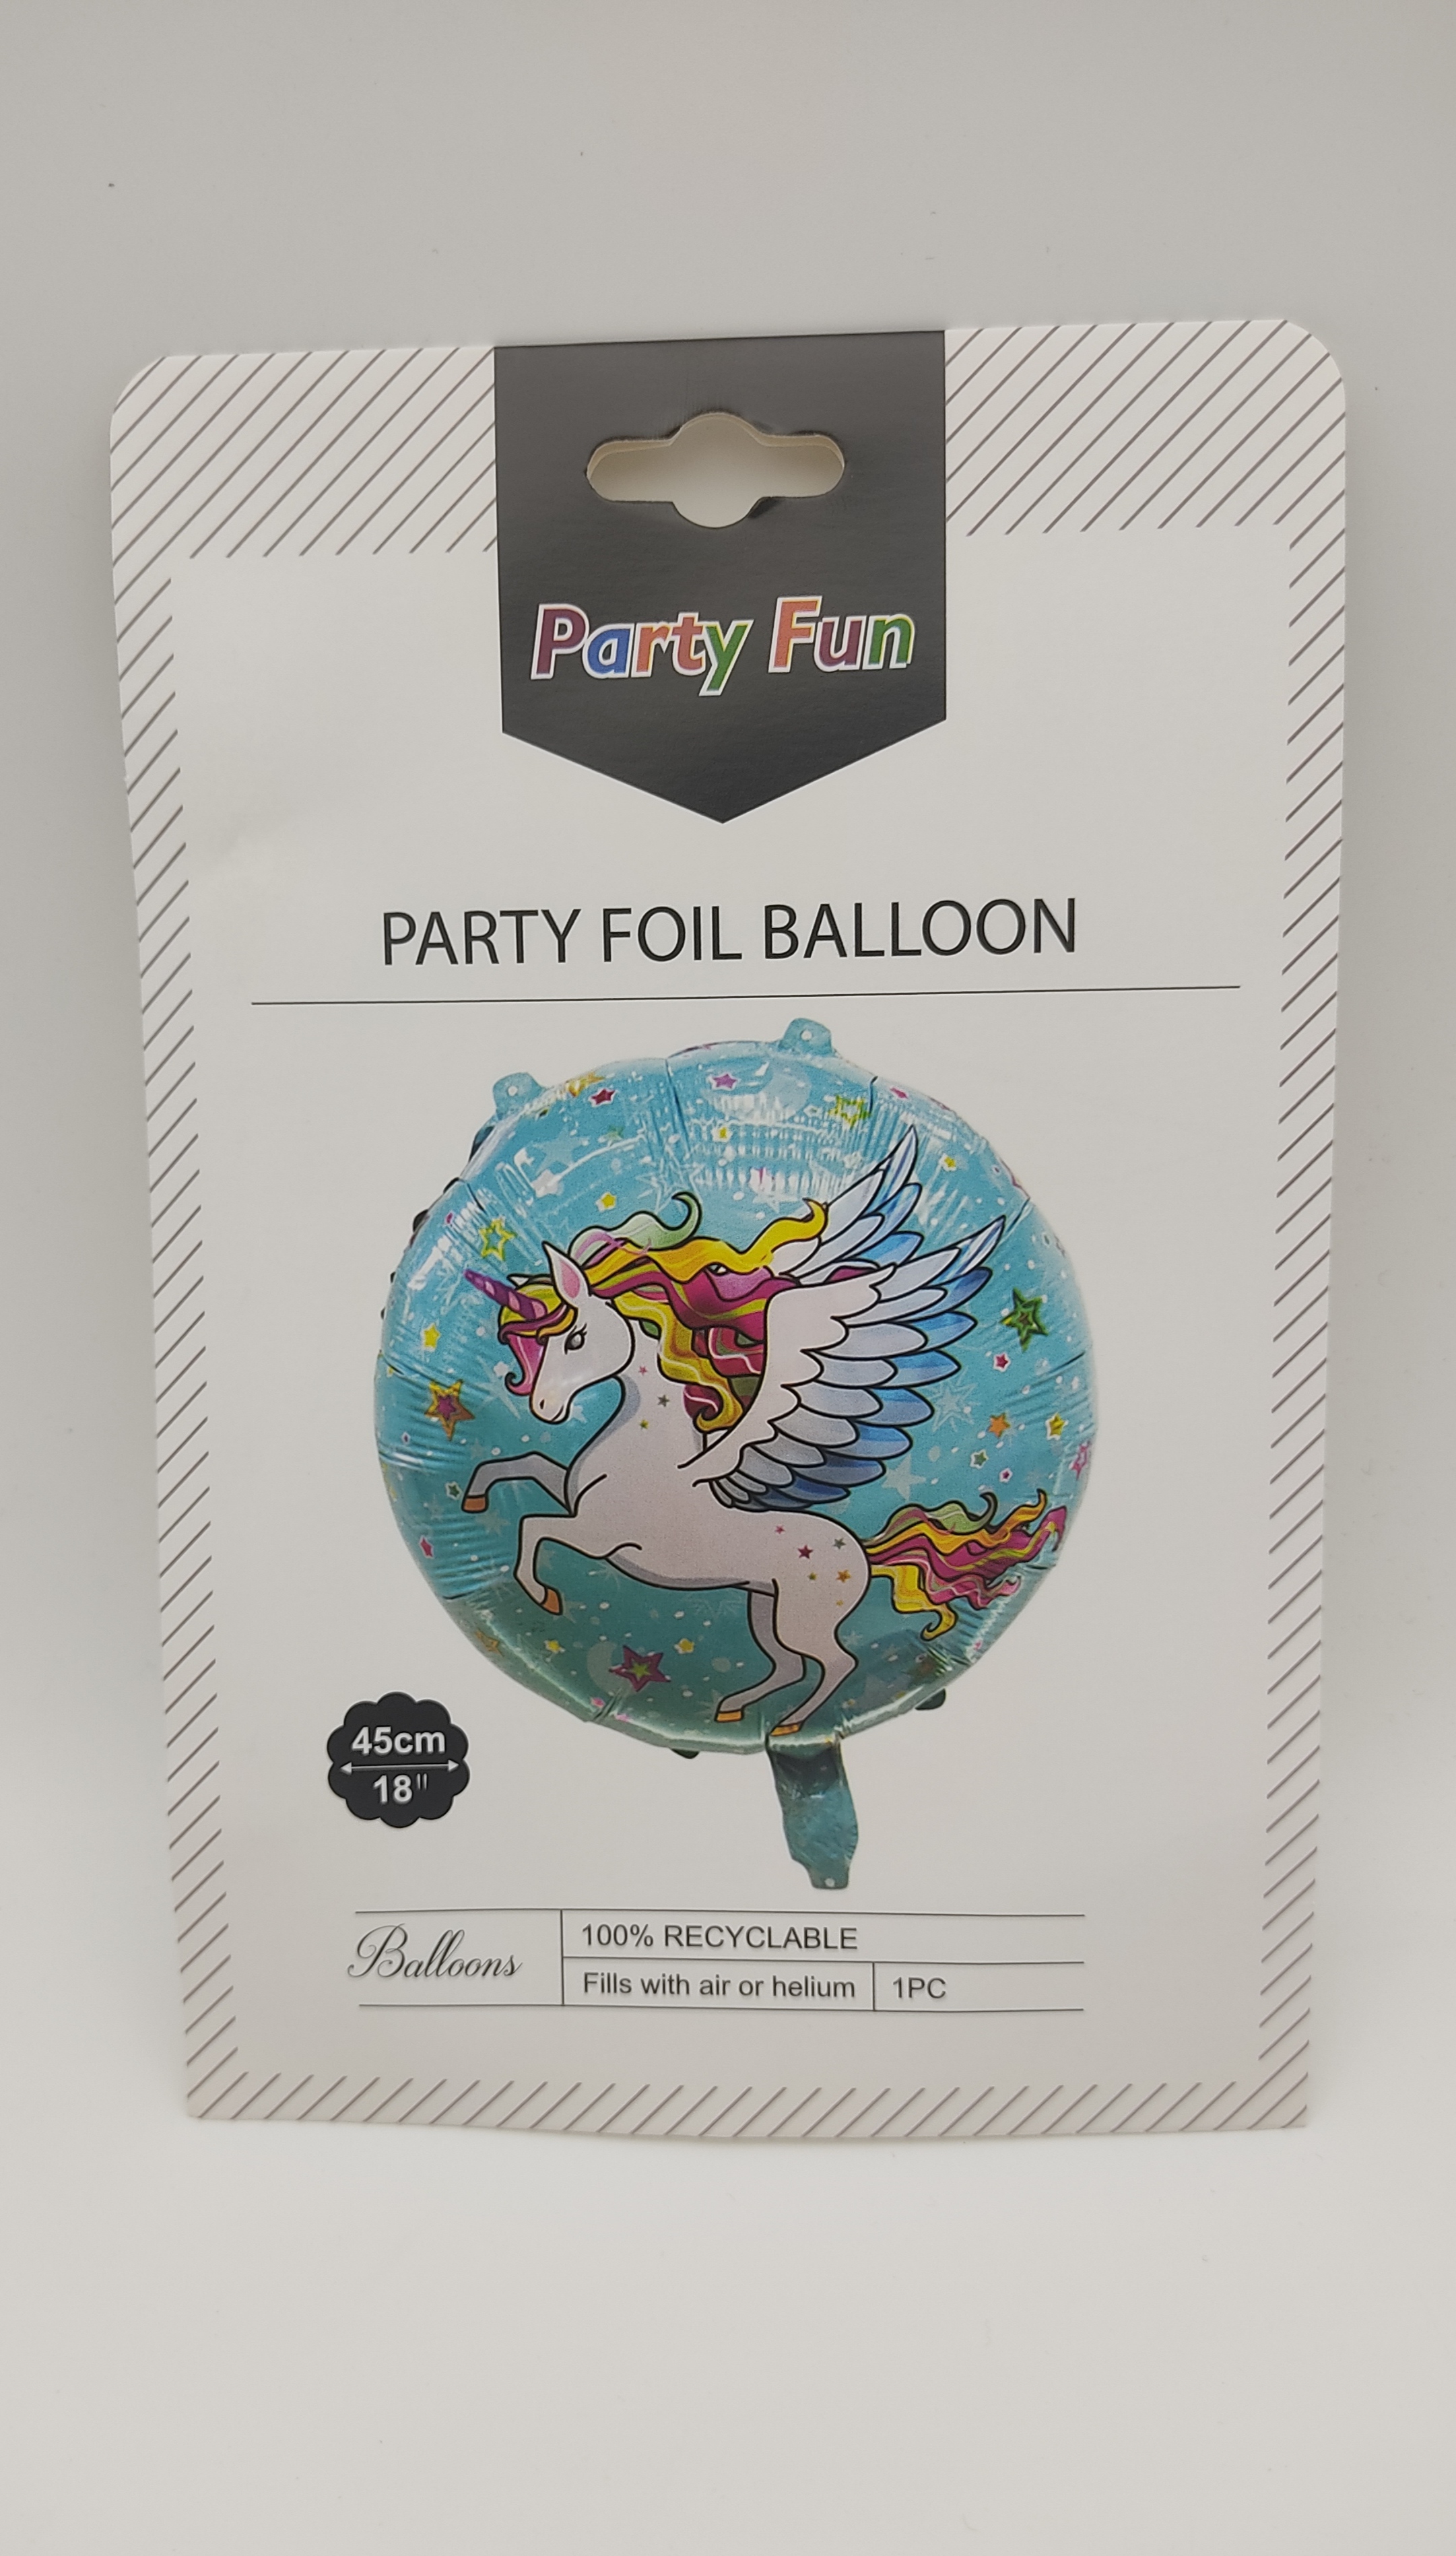 Party Fun
PARTY FOIL BALLOON
45cm
18"
Balloons
100% RECYCLABLE
Fills with air or helium
1PC